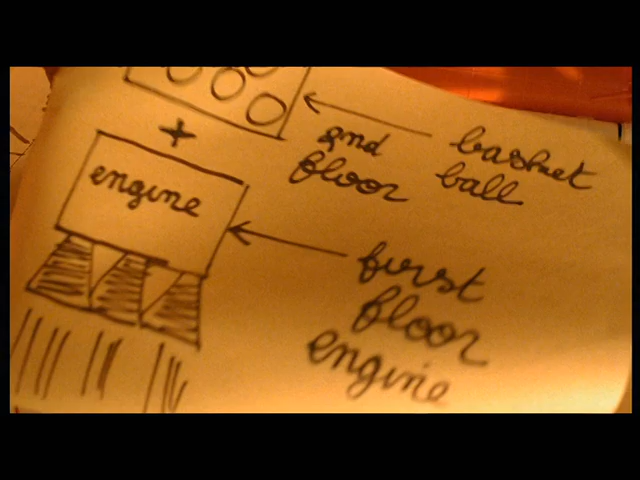 +
2nd basket
floor ball
engine
first
floor
engine